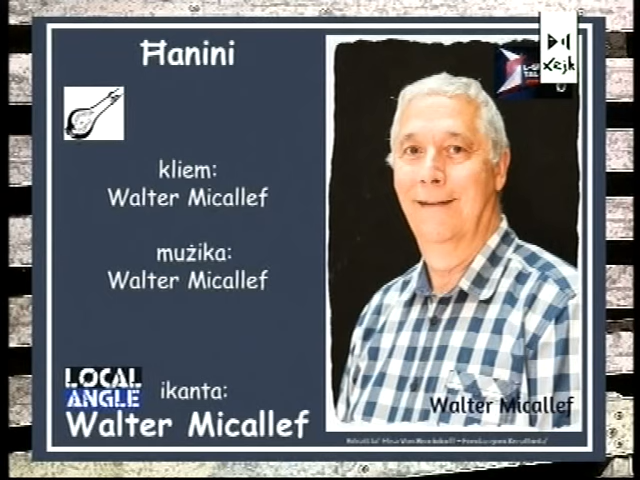 Ħanini
Xejk
kliem:
Walter Micallef
mużika:
Walter Micallef
LOCAL
ANGLE
ikanta:
Walter Micallef
Walter Micallef